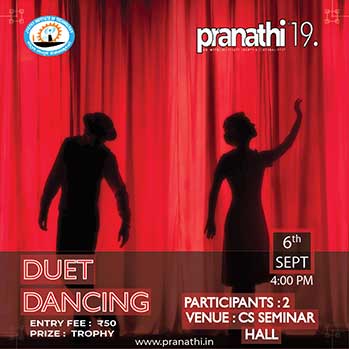 pranathi 19.
6th
SEPT
4:00 PM
DUET
DANCING
ENTRY FEE : ₹50
PRIZE : TROPHY
PARTICIPANTS : 2
VENUE : CS SEMINAR
HALL
www.pranathi.in